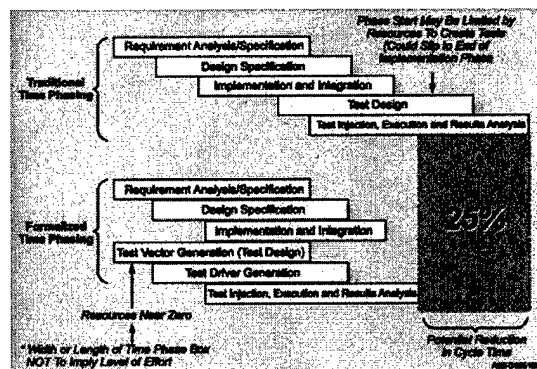 Phase Start May Be Limited by
Resources To Create Tests
(Could Slip to End of
Implementation Phase
Requirement Analysis/Specification
Design Specification
Implementation and Integration
Test Design
Test Injection, Execution and Results Analysis
Traditional
Time Phasing
Requirement Analysis/Specification
Design Specification
Implementation and Integration
Test Vector Generation (Test Design)
Test Driver Generation
Test Injection, Execution and Results Analysis
Formalized
Time Phasing
25%
Resources Near Zero
* Width or Length of Time Phase Box
NOT To Imply Level of Effort
Potential Reduction
in Cycle Time